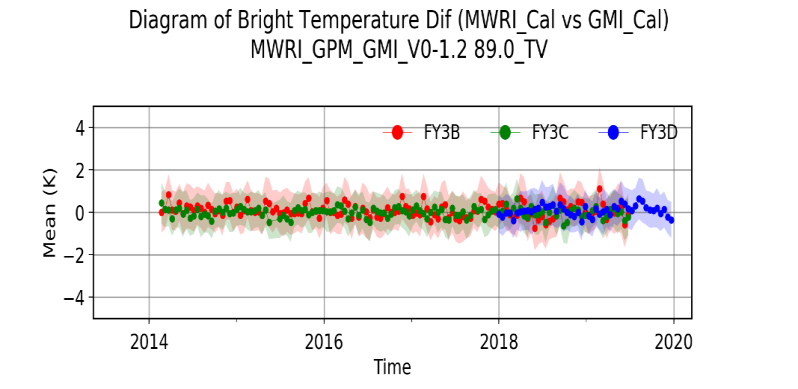 Diagram of Bright Temperature Dif (MWRI_Cal vs GMI_Cal)
MWRI_GPM_GMI_V0-1.2 89.0_TV
FY3B FY3C FY3D
4
2
0
−2
−4
Mean (K)
2014 2016 2018 2020
Time